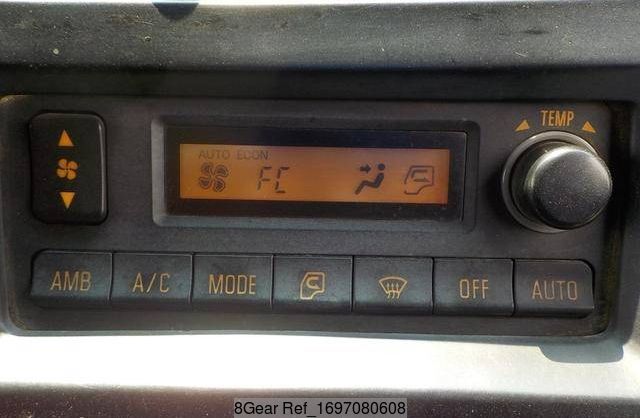 TEMP
AUTO ECON
FC
AMB A/C MODE OFF AUTO
8Gear Ref_1697080608